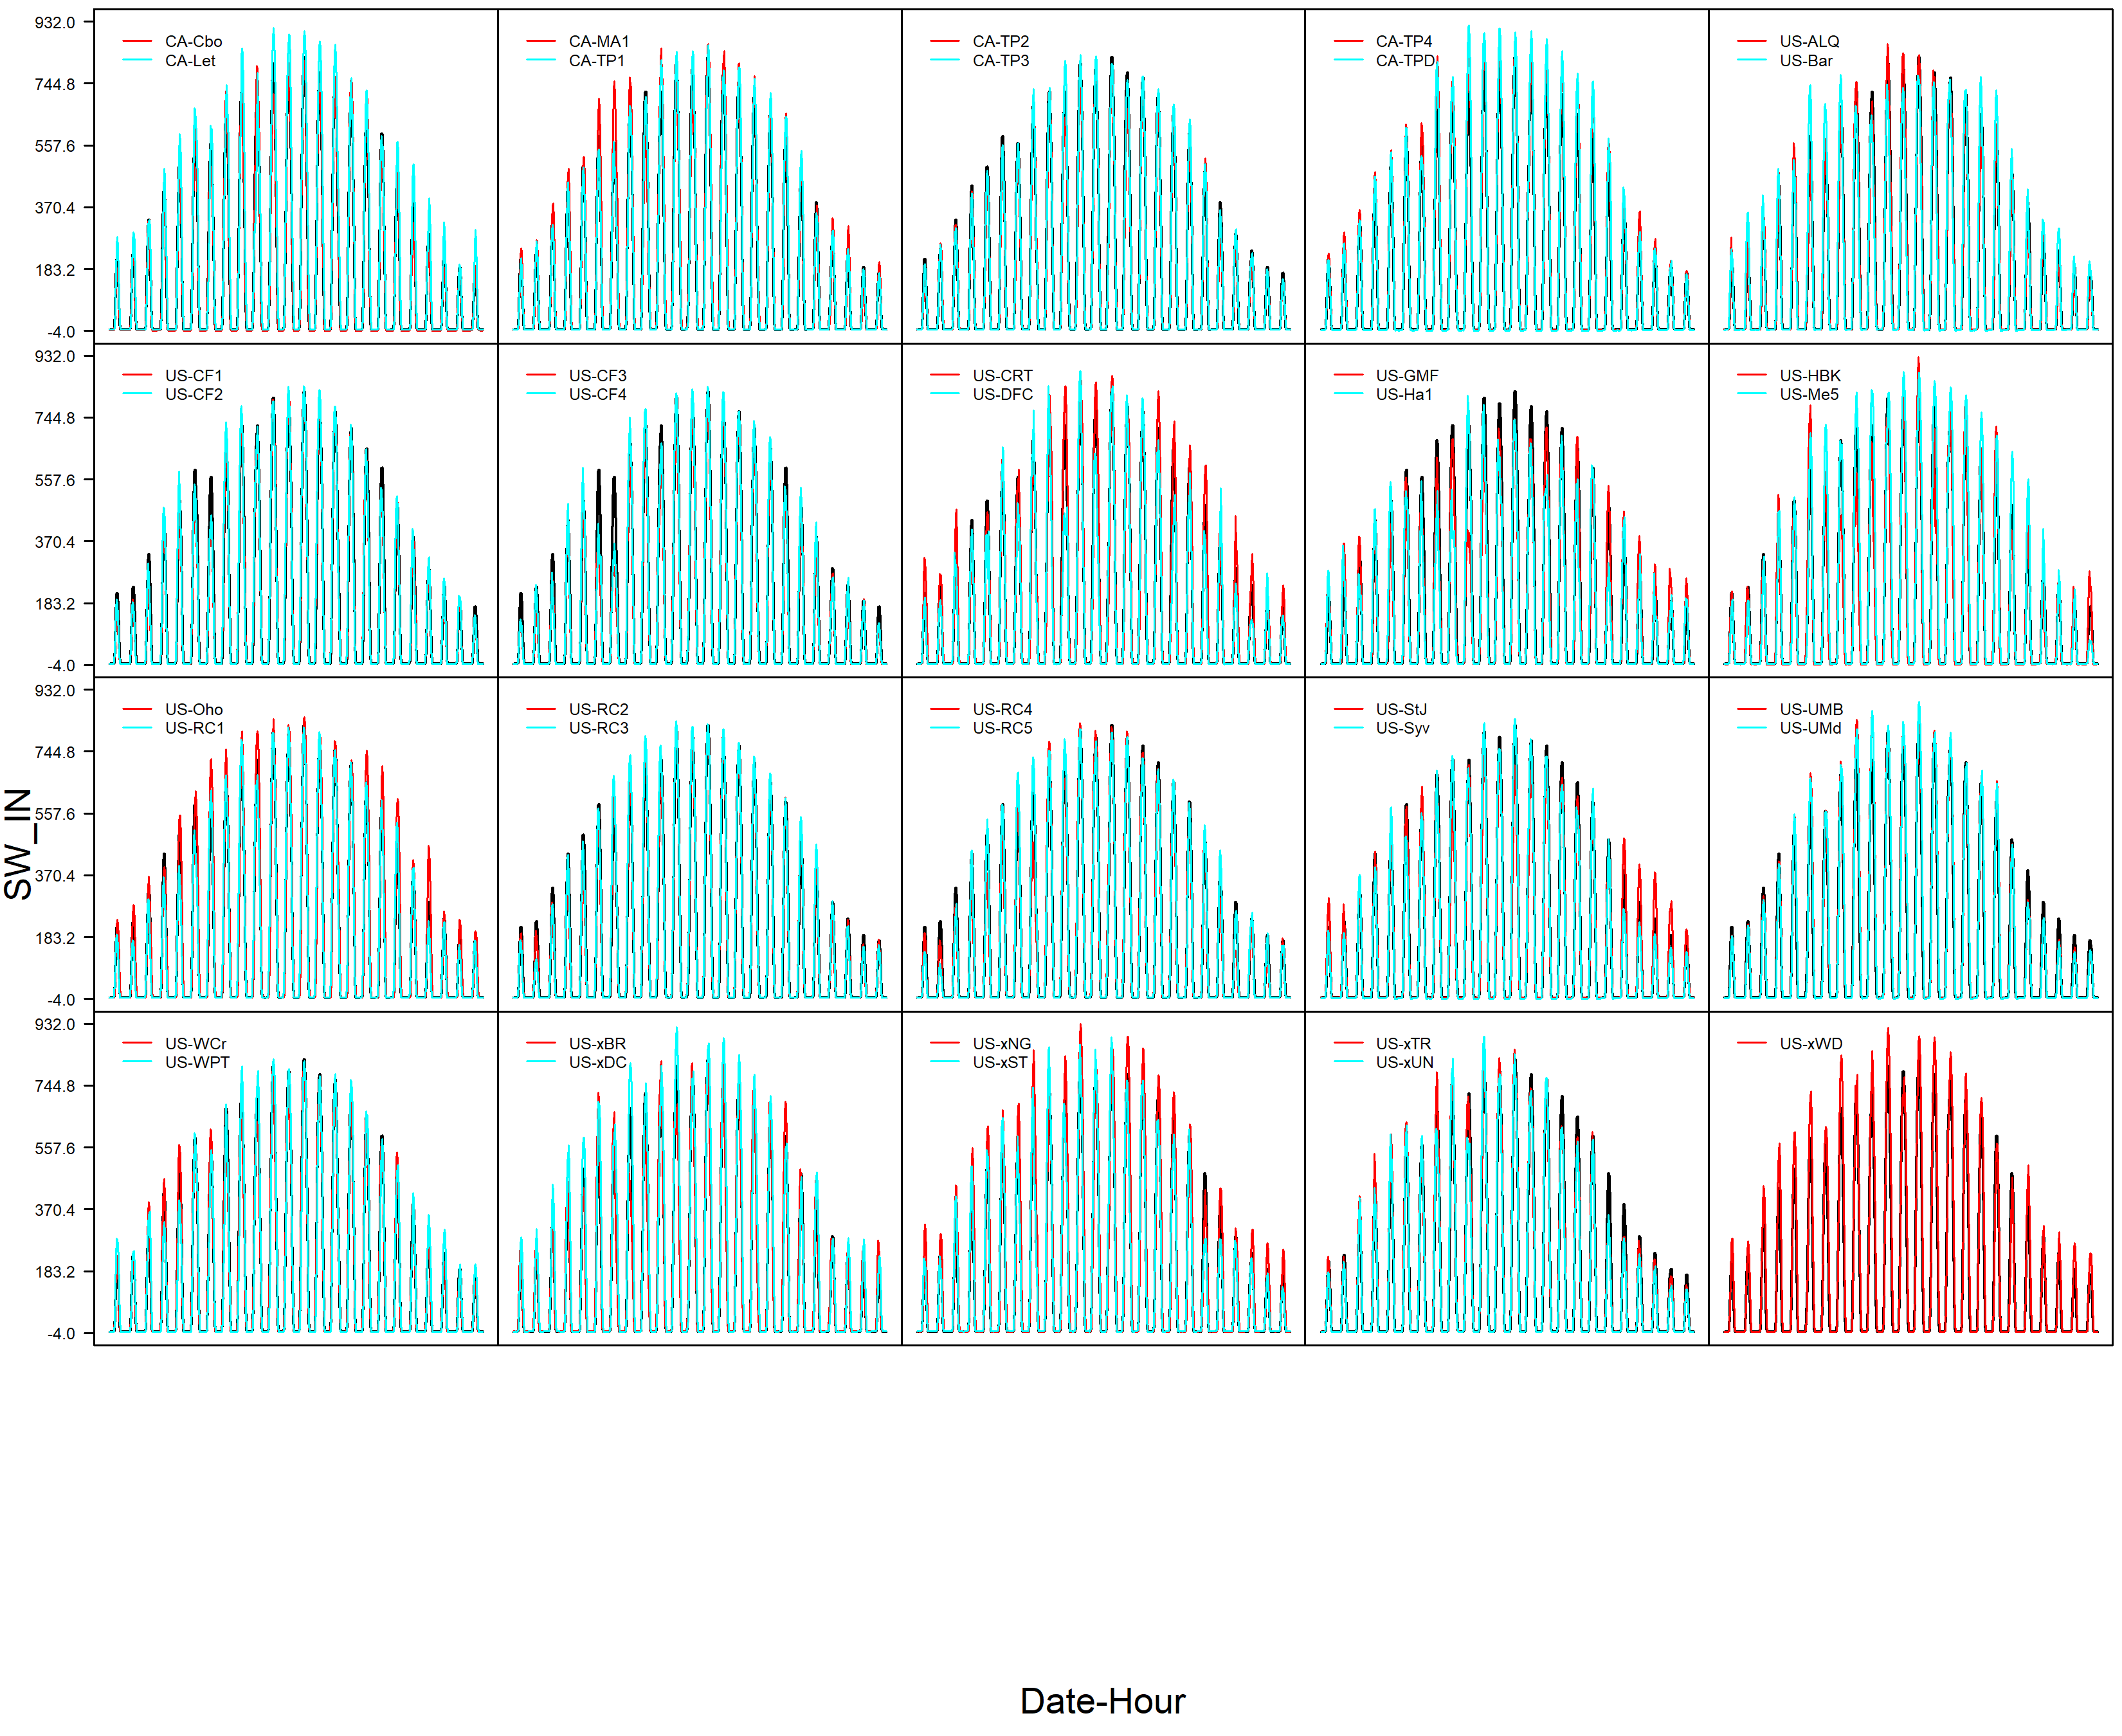 932.0
CA-Cbo
CA-MA1
CA-TP2
CA-TP4
US-ALQ
CA-Let
CA-TP1
CA-TP3
CA-TPD
US-Bar
744.8
557.6
370.4
183.2
-4.0
932.0
US-CF1
US-CF3
US-CRT
US-GMF
US-HBK
US-CF2
US-CF4
US-DFC
US-Ha1
US-Me5
744.8
557.6
370.4
183.2
-4.0
932.0
US-Oho
US-RC2
US-RC4
US-StJ
US-UMB
US-RC1
US-RC3
US-RC5
US-Syv
US-UMd
744.8
557.6
SW_IN
370.4
183.2
-4.0
932.0
US-WCr
US-xBR
US-xNG
US-xTR
US-xWD
US-WPT
US-xDC
US-xST
US-xUN
744.8
557.6
370.4
183.2
-4.0
Date-Hour